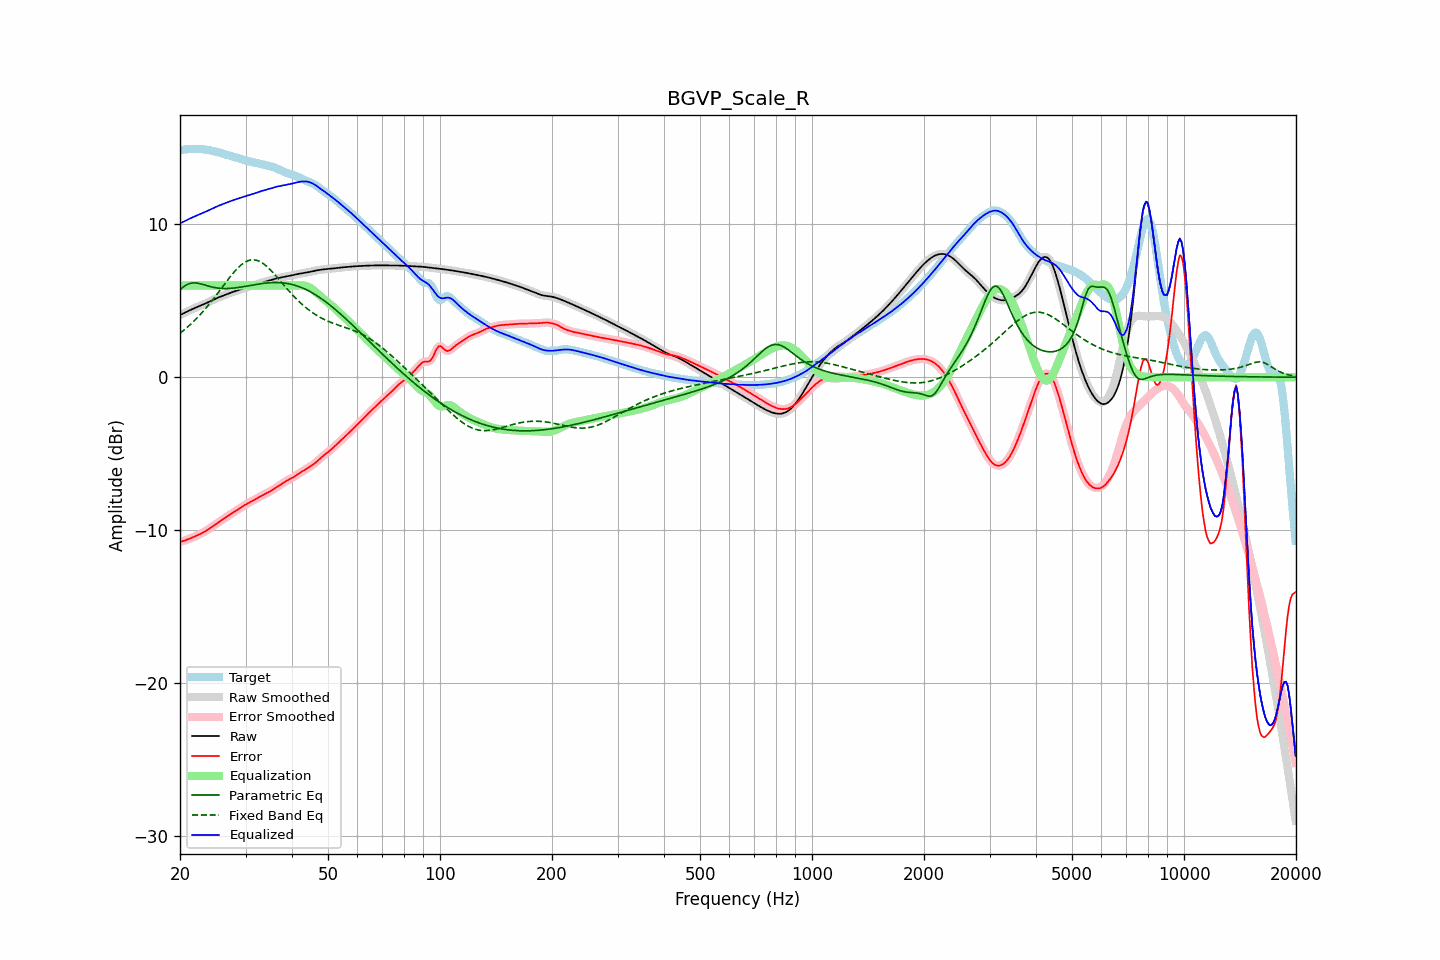 BGVP_Scale_R
Amplitude (dBr)
10
0
−10
−20
−30
Target
Raw Smoothed
Error Smoothed
Raw
Error
Equalization
Parametric Eq
Fixed Band Eq
Equalized
20 50 100 200 500 1000 2000 5000 10000 20000
Frequency (Hz)